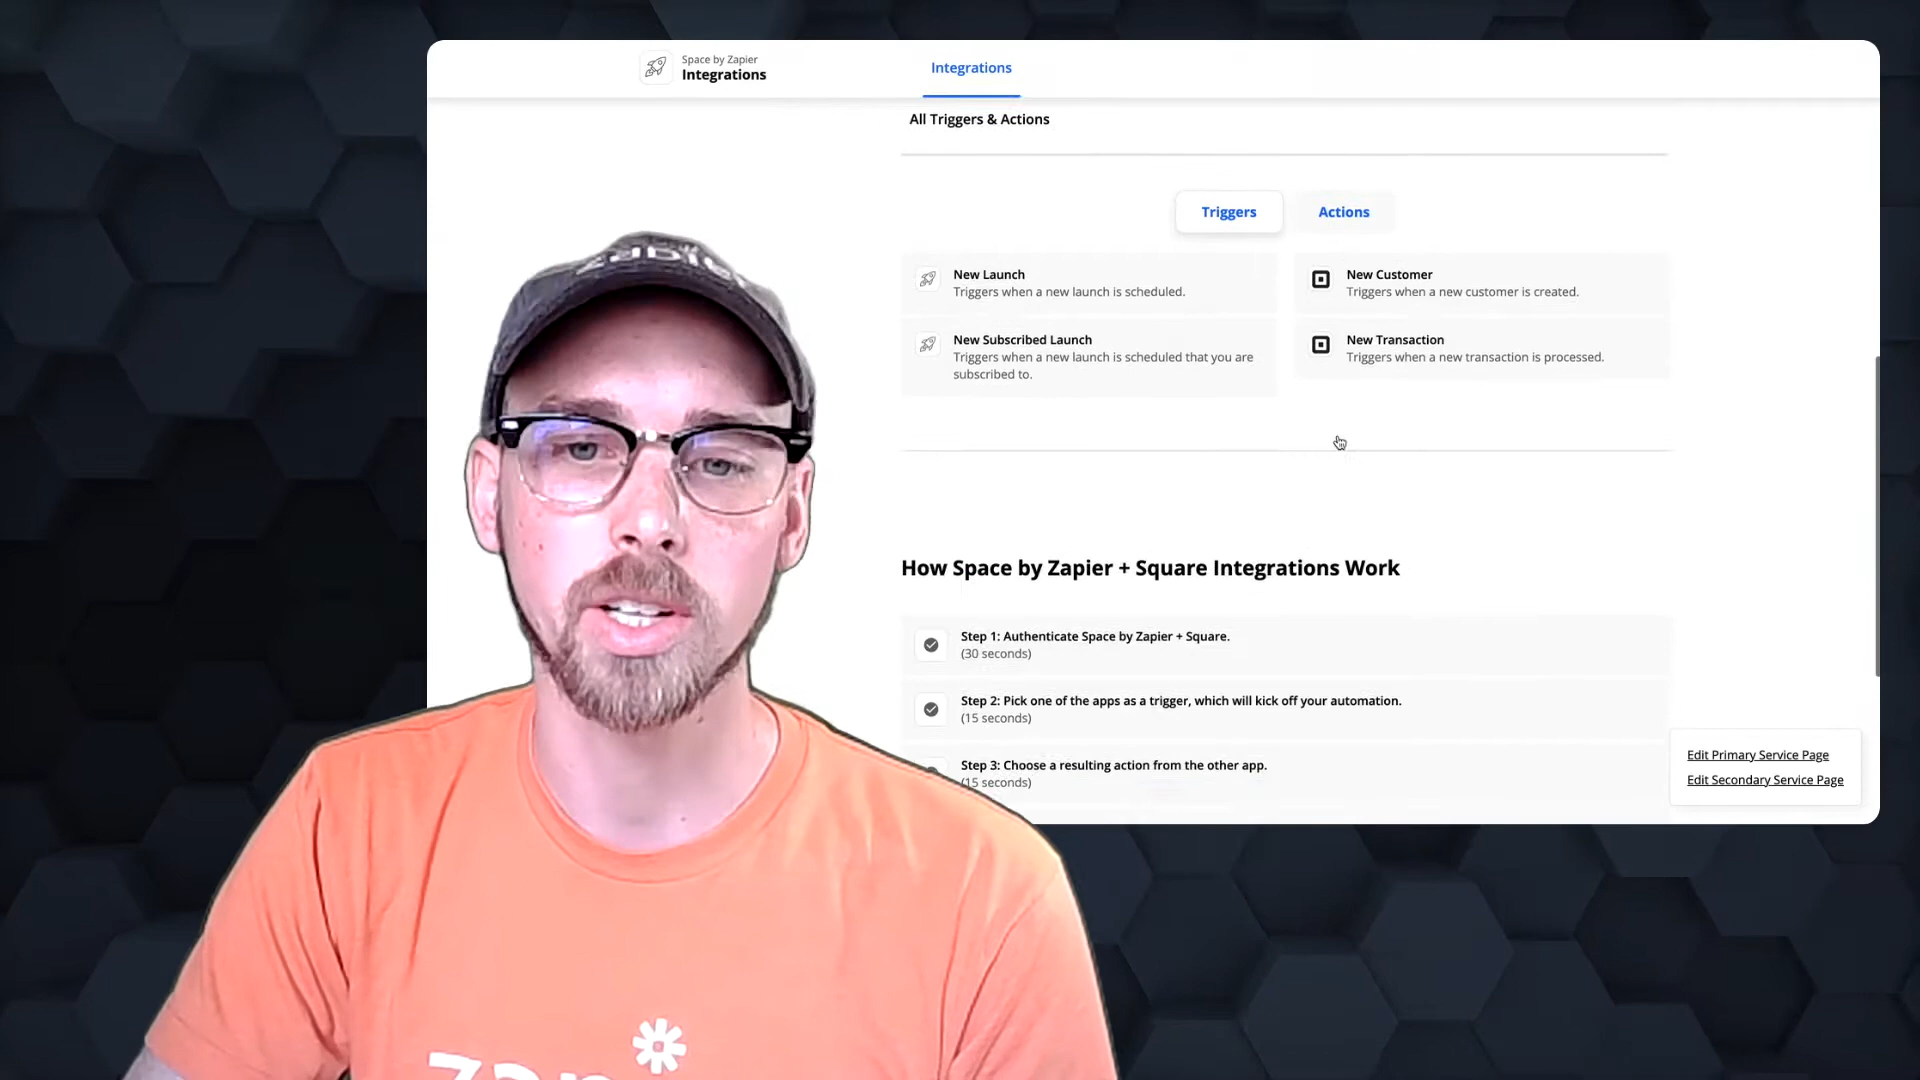 Space by Zapier
Integrations
Integrations
All Triggers & Actions
Triggers
Actions
New Launch
Triggers when a new launch is scheduled.
New Customer
Triggers when a new customer is created.
New Subscribed Launch
Triggers when a new launch is scheduled that you are
subscribed to.
New Transaction
Triggers when a new transaction is processed.
How Space by Zapier + Square Integrations Work
Step 1: Authenticate Space by Zapier + Square.
(30 seconds)
Step 2: Pick one of the apps as a trigger, which will kick off your automation.
(15 seconds)
Step 3: Choose a resulting action from the other app.
(15 seconds)
Edit Primary Service Page
Edit Secondary Service Page